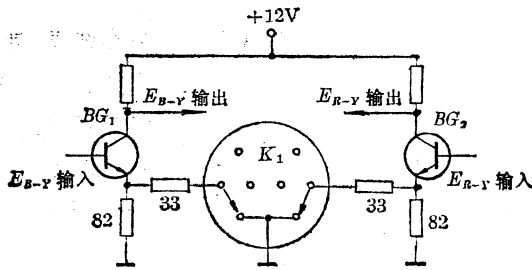 +12V
E_{B-Y} 输出
E_{R-Y} 输出
BG₁
BG₂
K₁
E_{B-Y} 输入
E_{R-Y} 输入
33
33
82
82